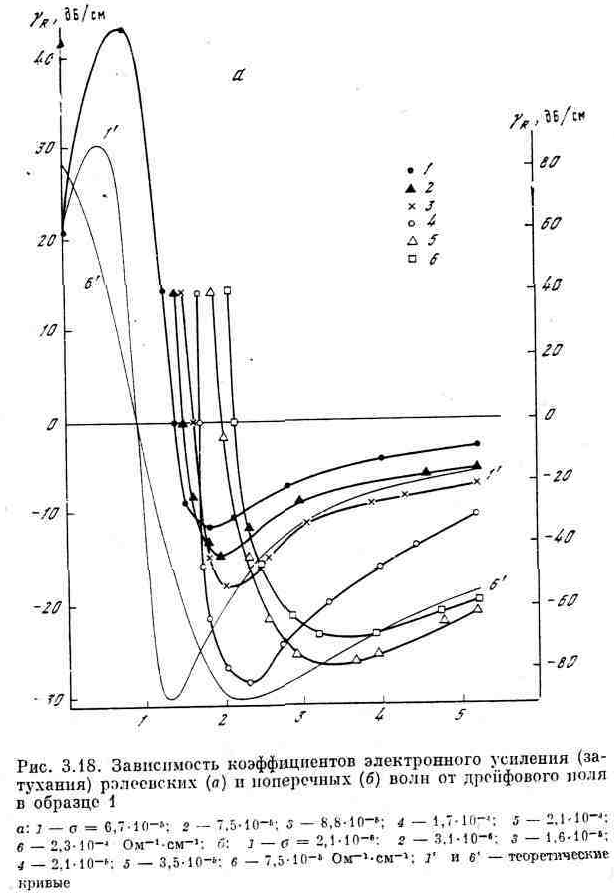 γR, дБ/см
40
30
20
10
0
-10
-20
-30
а
1'
6'
1
2
3
4
5
6
γR, дБ/см
80
60
40
20
0
-20
-40
-60
-80
1'
6'
1 2 3 4 5
Рис. 3.18. Зависимость коэффициентов электронного усиления (за-
тухания) рэлеевских (а) и поперечных (б) волн от дрейфового поля
в образце 1
а: 1 — σ = 6,7·10⁻⁵; 2 — 7,5·10⁻⁵; 3 — 8,8·10⁻⁵; 4 — 1,7·10⁻⁴; 5 — 2,1·10⁻⁴;
6 — 2,3·10⁻⁴ Ом⁻¹·см⁻¹; б: 1 — σ = 2,1·10⁻⁶; 2 — 3,1·10⁻⁶; 3 — 1,6·10⁻⁵;
4 — 2,1·10⁻⁵; 5 — 3,5·10⁻⁵; 6 — 7,5·10⁻⁵ Ом⁻¹·см⁻¹; 1' и 6' — теоретические
кривые